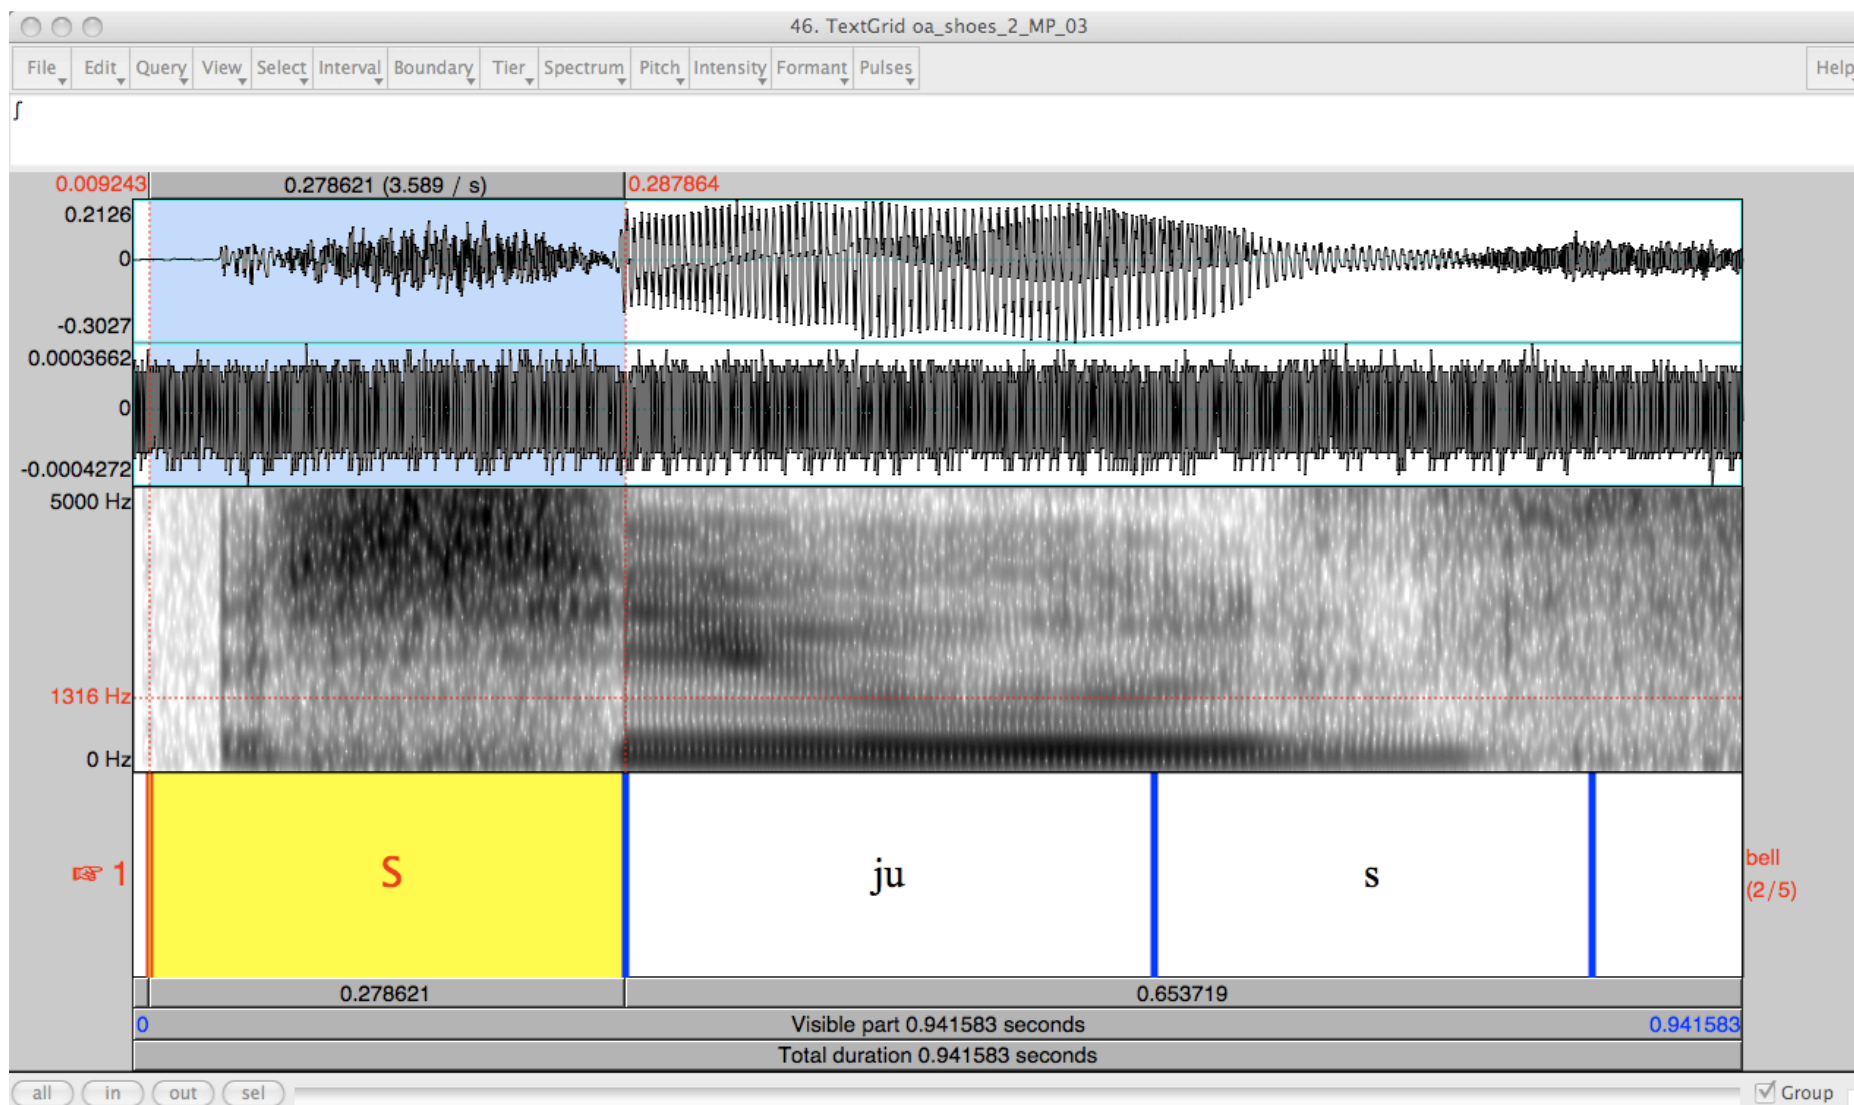 46. TextGrid oa_shoes_2_MP_03
File Edit Query View Select Interval Boundary Tier Spectrum Pitch Intensity Formant Pulses Help
ʃ
0.009243 0.278621 (3.589 / s) 0.287864
0.2126
0
-0.3027
0.0003662
0
-0.0004272
5000 Hz
1316 Hz
0 Hz
☞ 1 S ju s bell
(2/5)
0.278621 0.653719
0 Visible part 0.941583 seconds 0.941583
Total duration 0.941583 seconds
all in out sel Group